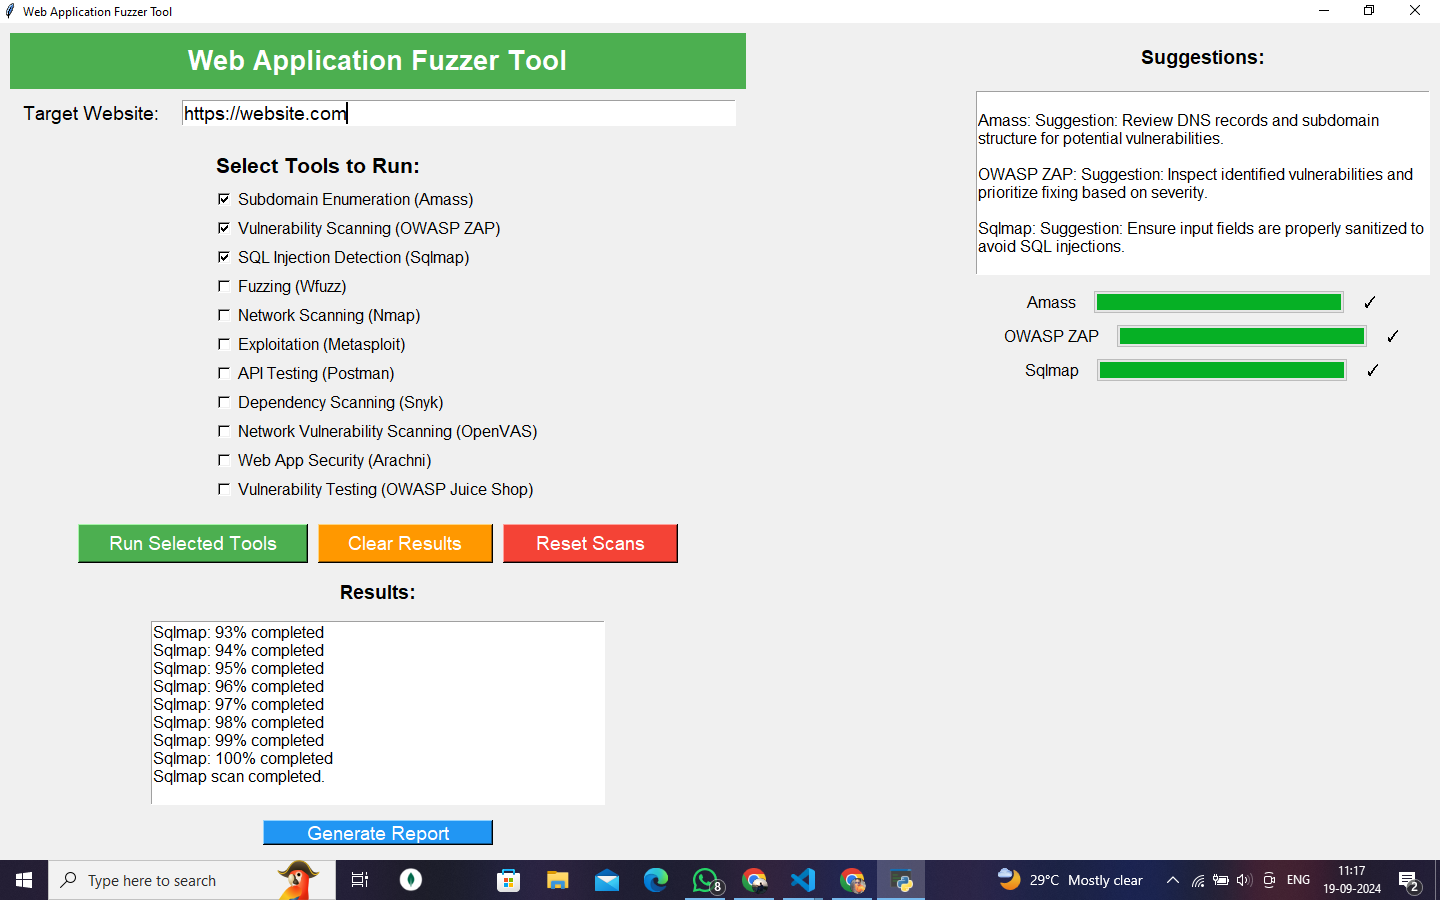 Web Application Fuzzer Tool
Web Application Fuzzer Tool
Target Website:
https://website.com
Select Tools to Run:
Subdomain Enumeration (Amass)
Vulnerability Scanning (OWASP ZAP)
SQL Injection Detection (Sqlmap)
Fuzzing (Wfuzz)
Network Scanning (Nmap)
Exploitation (Metasploit)
API Testing (Postman)
Dependency Scanning (Snyk)
Network Vulnerability Scanning (OpenVAS)
Web App Security (Arachni)
Vulnerability Testing (OWASP Juice Shop)
Run Selected Tools
Clear Results
Reset Scans
Results:
Sqlmap: 93% completed
Sqlmap: 94% completed
Sqlmap: 95% completed
Sqlmap: 96% completed
Sqlmap: 97% completed
Sqlmap: 98% completed
Sqlmap: 99% completed
Sqlmap: 100% completed
Sqlmap scan completed.
Generate Report
Suggestions:
Amass: Suggestion: Review DNS records and subdomain
structure for potential vulnerabilities.
OWASP ZAP: Suggestion: Inspect identified vulnerabilities and
prioritize fixing based on severity.
Sqlmap: Suggestion: Ensure input fields are properly sanitized to
avoid SQL injections.
Amass ✓
OWASP ZAP ✓
Sqlmap ✓
Type here to search
8
29°C Mostly clear
ENG
11:17
19-09-2024
2